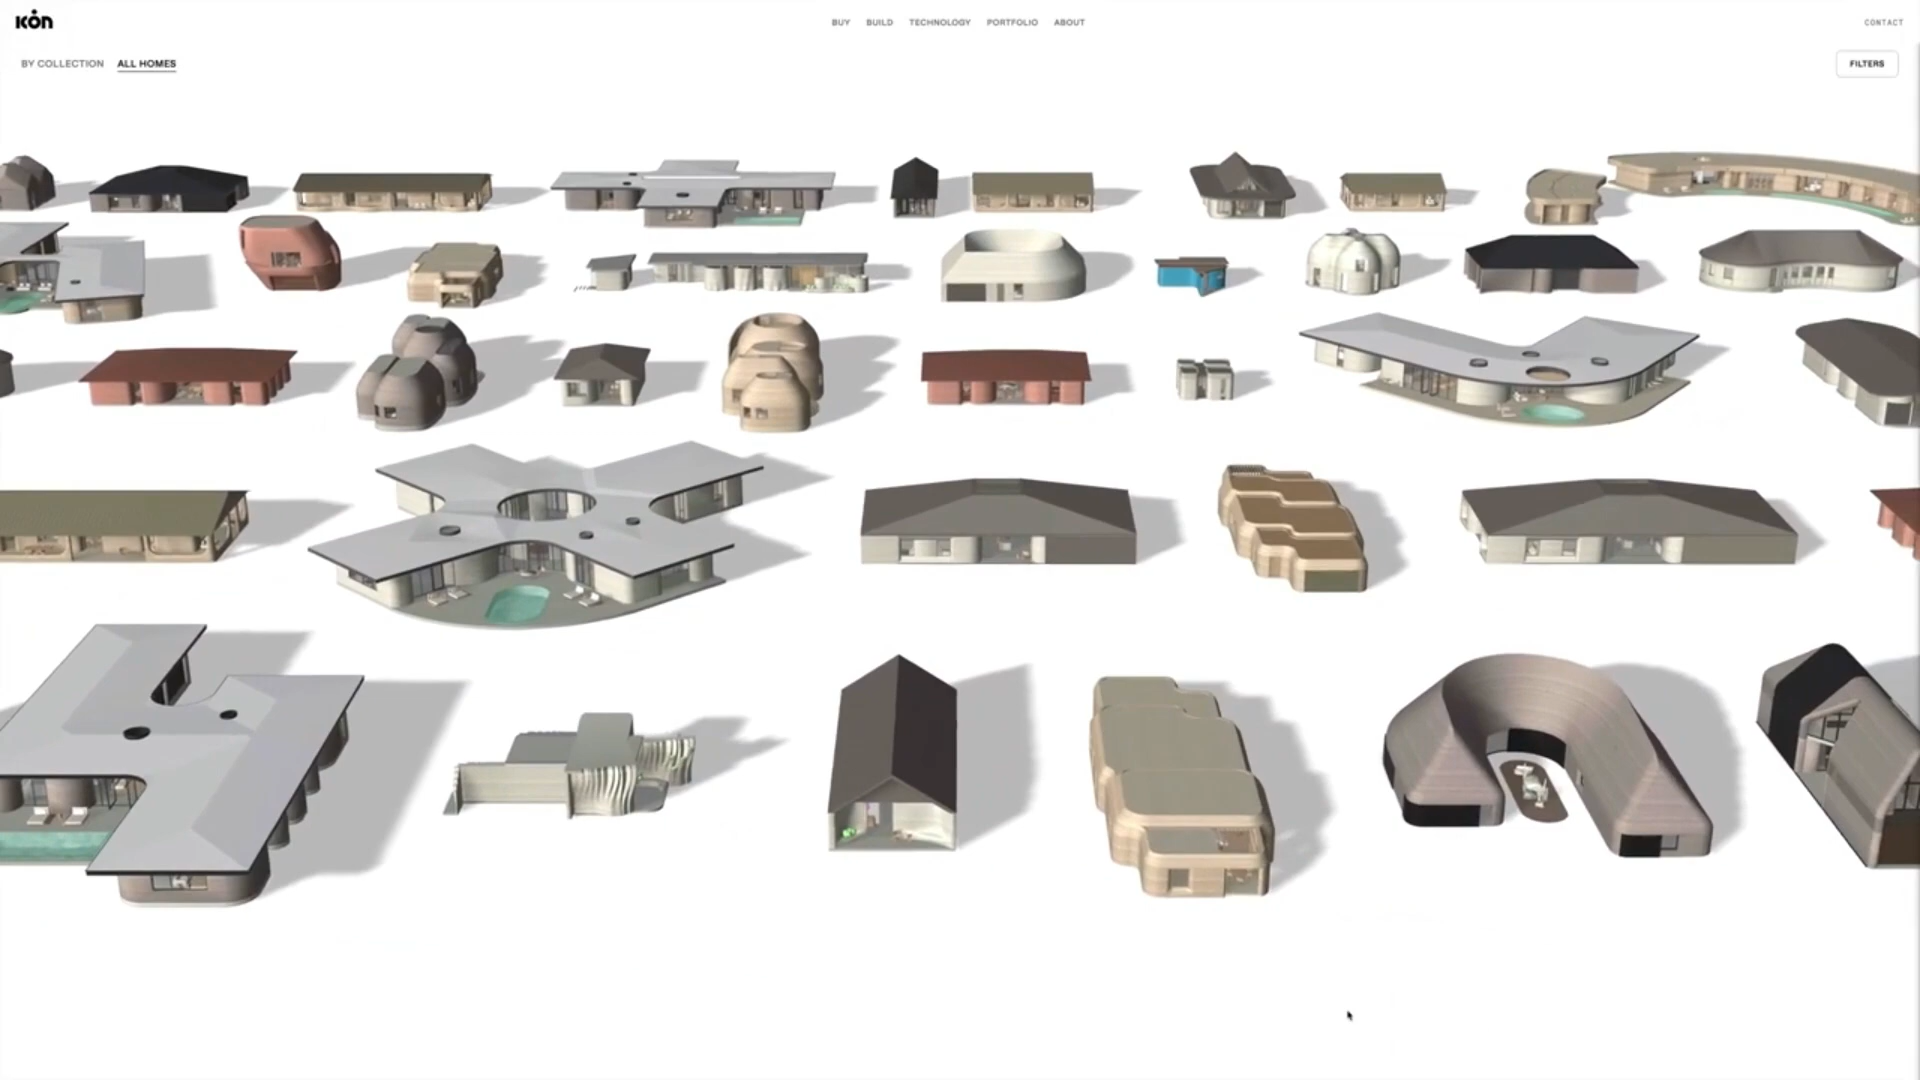 ICON
BUY BUILD TECHNOLOGY PORTFOLIO ABOUT
CONTACT
BY COLLECTION ALL HOMES
FILTERS